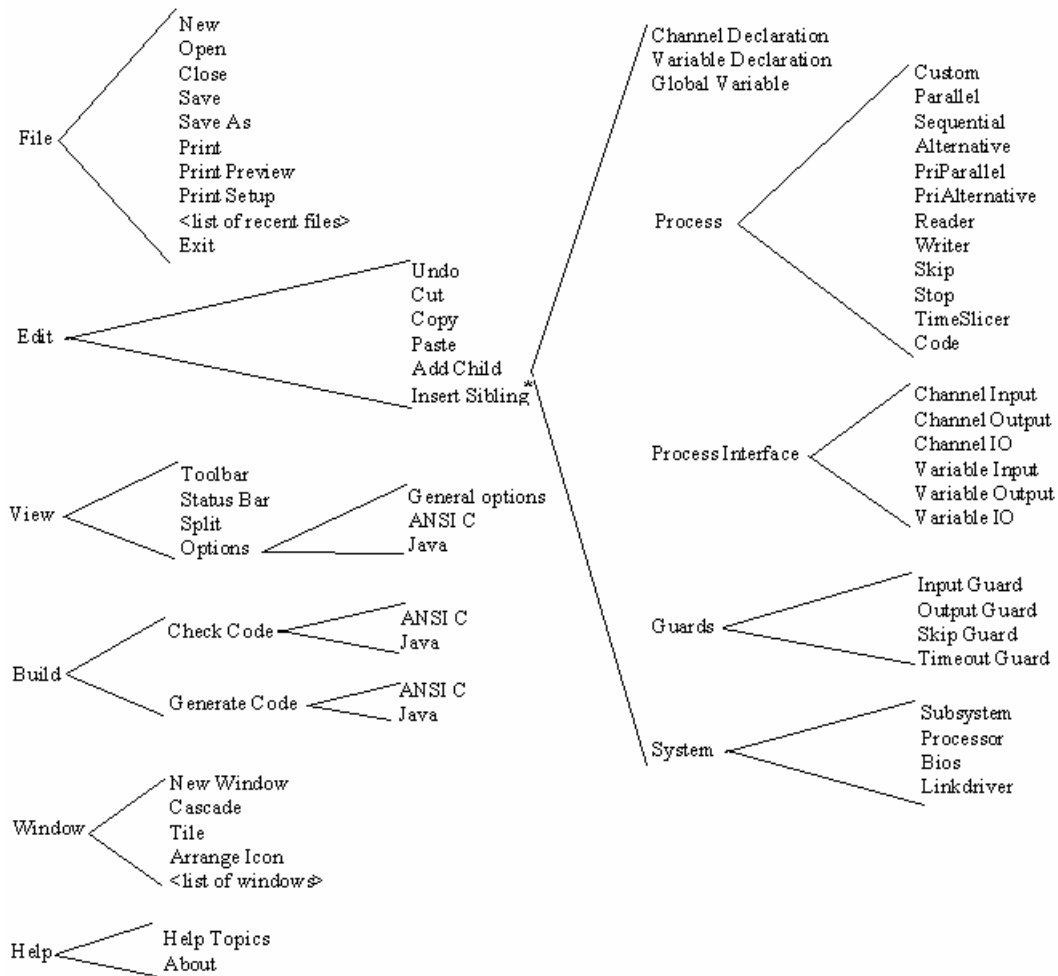 File
New
Open
Close
Save
Save As
Print
Print Preview
Print Setup
<list of recent files>
Exit
Edit
Undo
Cut
Copy
Paste
Add Child
Insert Sibling*
View
Toolbar
Status Bar
Split
Options
General options
ANSI C
Java
Build
Check Code
ANSI C
Java
Generate Code
ANSI C
Java
Window
New Window
Cascade
Tile
Arrange Icon
<list of windows>
Help
Help Topics
About
Channel Declaration
Variable Declaration
Global Variable
Process
Custom
Parallel
Sequential
Alternative
PriParallel
PriAlternative
Reader
Writer
Skip
Stop
TimeSlicer
Code
Process Interface
Channel Input
Channel Output
Channel IO
Variable Input
Variable Output
Variable IO
Guards
Input Guard
Output Guard
Skip Guard
Timeout Guard
System
Subsystem
Processor
Bios
Linkdriver